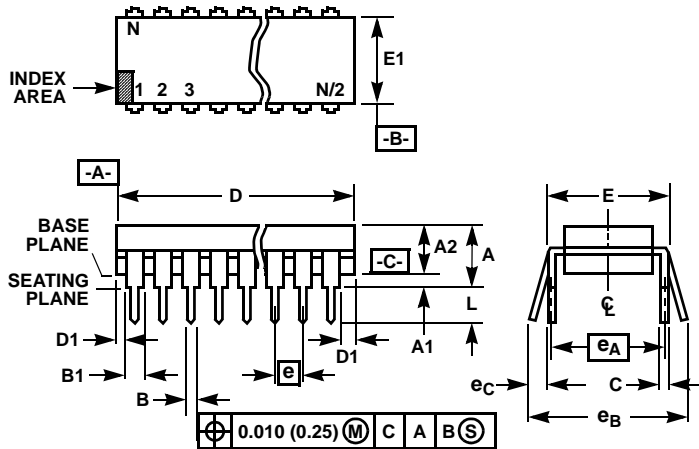 N
E1
INDEX
AREA
1 2 3 N/2
-B-
-A-
D
E
BASE
PLANE
A2
A
-C-
SEATING
PLANE
L
℄
D1
A1
D1
eA
B1
e
eC
C
B
eB
⌖ 0.010 (0.25) Ⓜ C A B Ⓢ